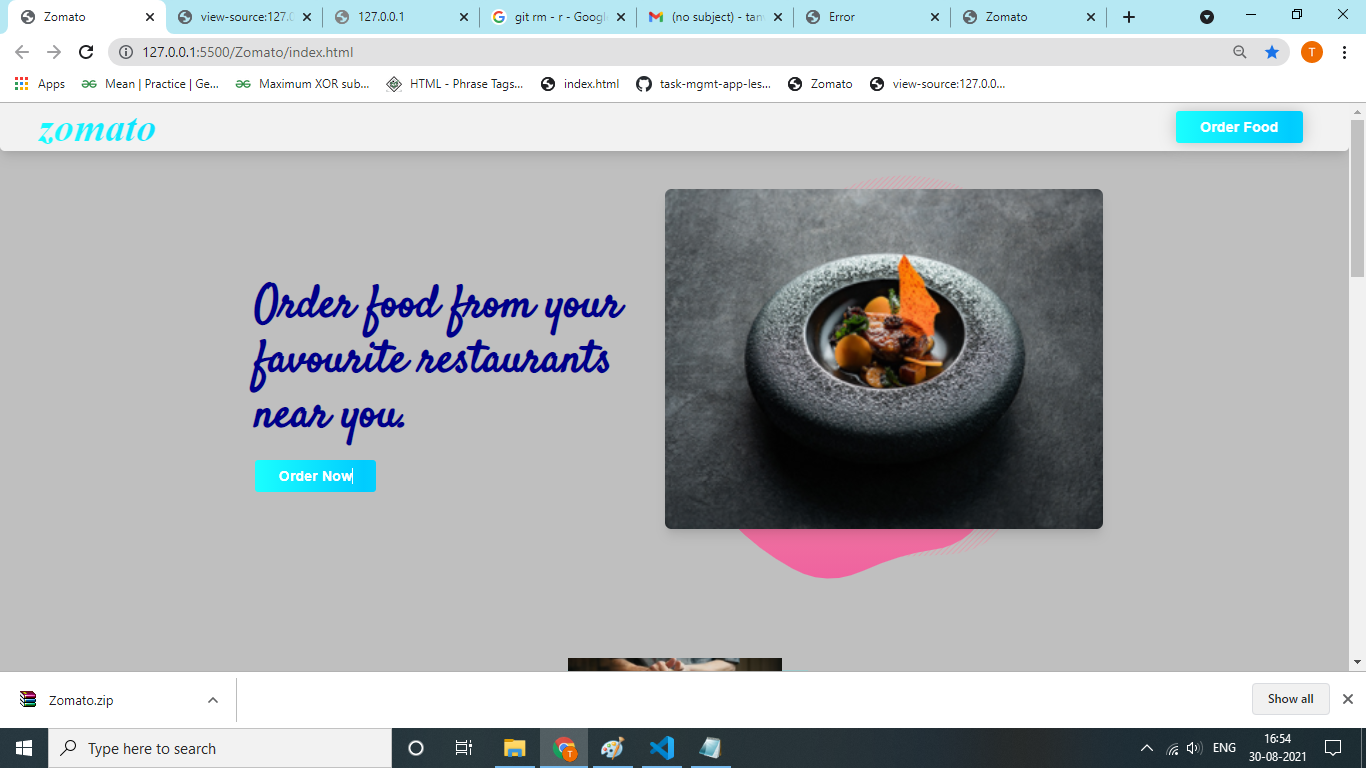 Zomato
view-source:127.0
127.0.0.1
git rm - r - Google
(no subject) - tan
Error
Zomato
127.0.0.1:5500/Zomato/index.html
T
Apps
Mean | Practice | Ge...
Maximum XOR sub...
HTML - Phrase Tags...
index.html
task-mgmt-app-les...
Zomato
view-source:127.0.0...
zomato
Order Food
Order food from your
favourite restaurants
near you.
Order Now
Zomato.zip
Show all
Type here to search
T
ENG
16:54
30-08-2021